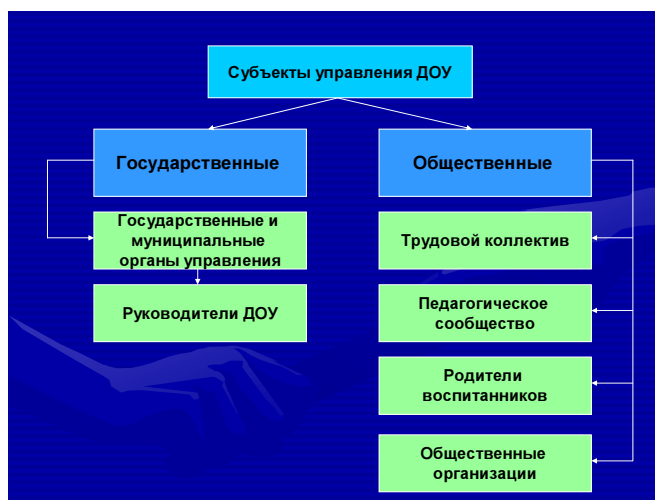 Субъекты управления ДОУ
Государственные
Общественные
Государственные и
муниципальные
органы управления
Трудовой коллектив
Руководители ДОУ
Педагогическое
сообщество
Родители
воспитанников
Общественные
организации